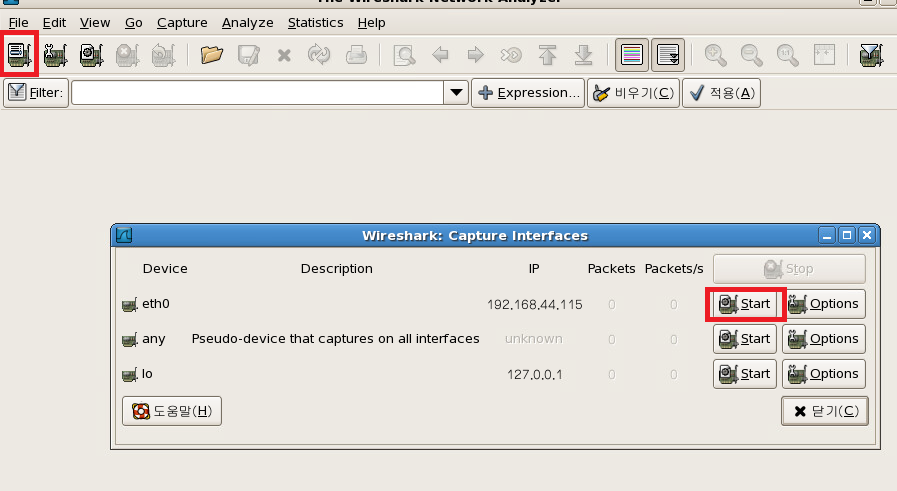 The Wireshark Network Analyzer
File Edit View Go Capture Analyze Statistics Help
Filter: Expression... 비우기(C) 적용(A)
Wireshark: Capture Interfaces
Device Description IP Packets Packets/s Stop
eth0 192.168.44.115 0 0 Start Options
any Pseudo-device that captures on all interfaces unknown 0 0 Start Options
lo 127.0.0.1 0 0 Start Options
도움말(H) 닫기(C)